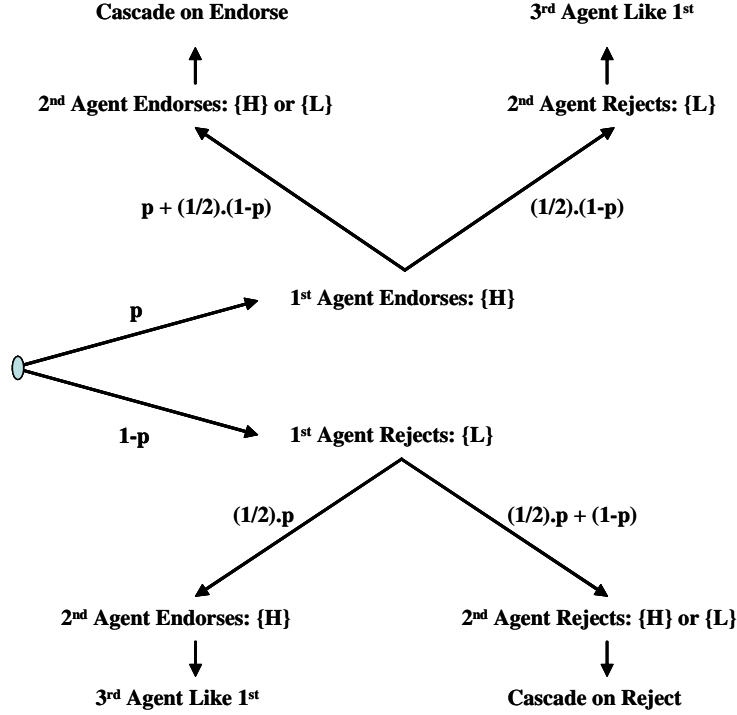 Cascade on Endorse
3rd Agent Like 1st
2nd Agent Endorses: {H} or {L}
2nd Agent Rejects: {L}
p + (1/2).(1-p)
(1/2).(1-p)
1st Agent Endorses: {H}
p
1-p
1st Agent Rejects: {L}
(1/2).p
(1/2).p + (1-p)
2nd Agent Endorses: {H}
2nd Agent Rejects: {H} or {L}
3rd Agent Like 1st
Cascade on Reject